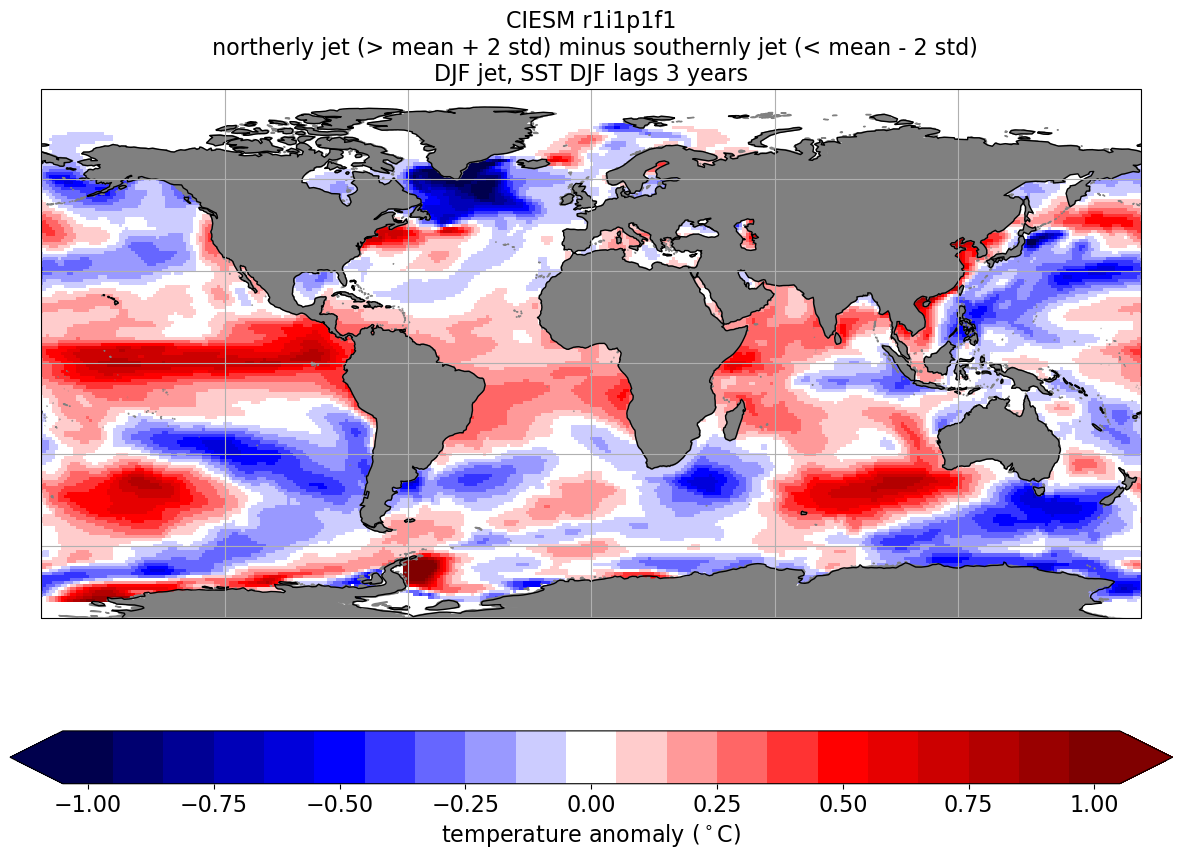 CIESM r1i1p1f1
northerly jet (> mean + 2 std) minus southernly jet (< mean - 2 std)
DJF jet, SST DJF lags 3 years
−1.00 −0.75 −0.50 −0.25 0.00 0.25 0.50 0.75 1.00
temperature anomaly (°C)